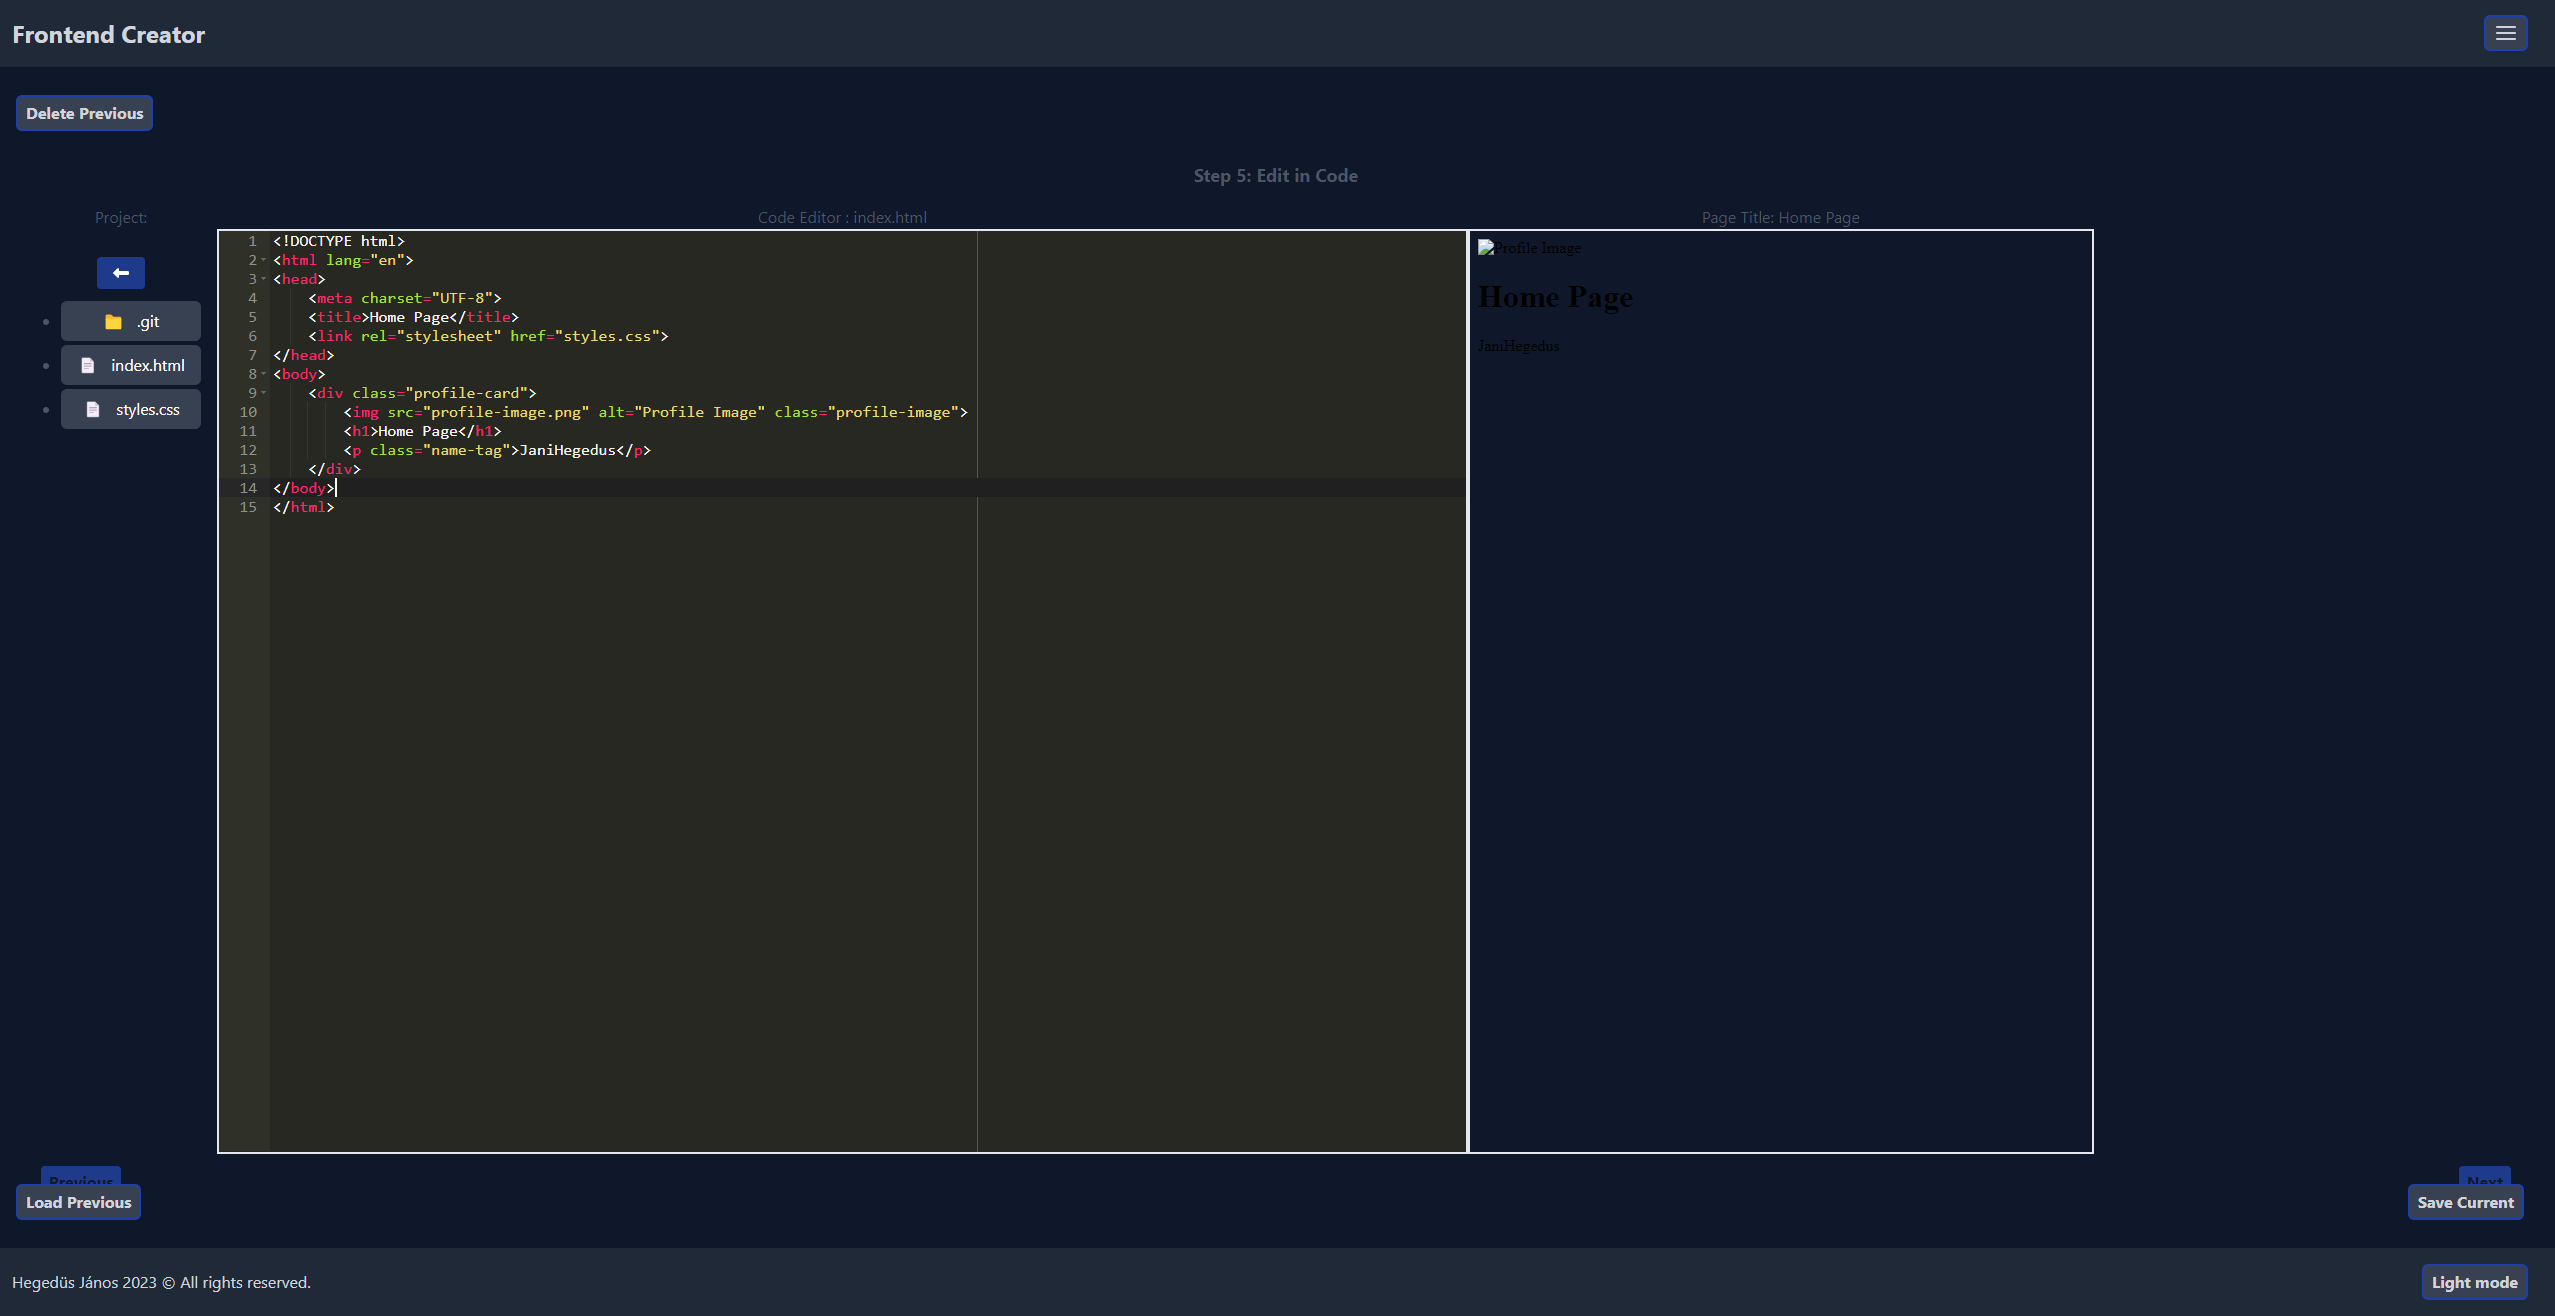 Frontend Creator
Delete Previous
Step 5: Edit in Code
Project:
.git
index.html
styles.css
Code Editor : index.html
1 <!DOCTYPE html>
2 <html lang="en">
3 <head>
4     <meta charset="UTF-8">
5     <title>Home Page</title>
6     <link rel="stylesheet" href="styles.css">
7 </head>
8 <body>
9     <div class="profile-card">
10         <img src="profile-image.png" alt="Profile Image" class="profile-image">
11         <h1>Home Page</h1>
12         <p class="name-tag">JaniHegedus</p>
13     </div>
14 </body>
15 </html>
Page Title: Home Page
Profile Image
Home Page
JaniHegedus
Previous
Load Previous
Next
Save Current
Hegedüs János 2023 © All rights reserved.
Light mode